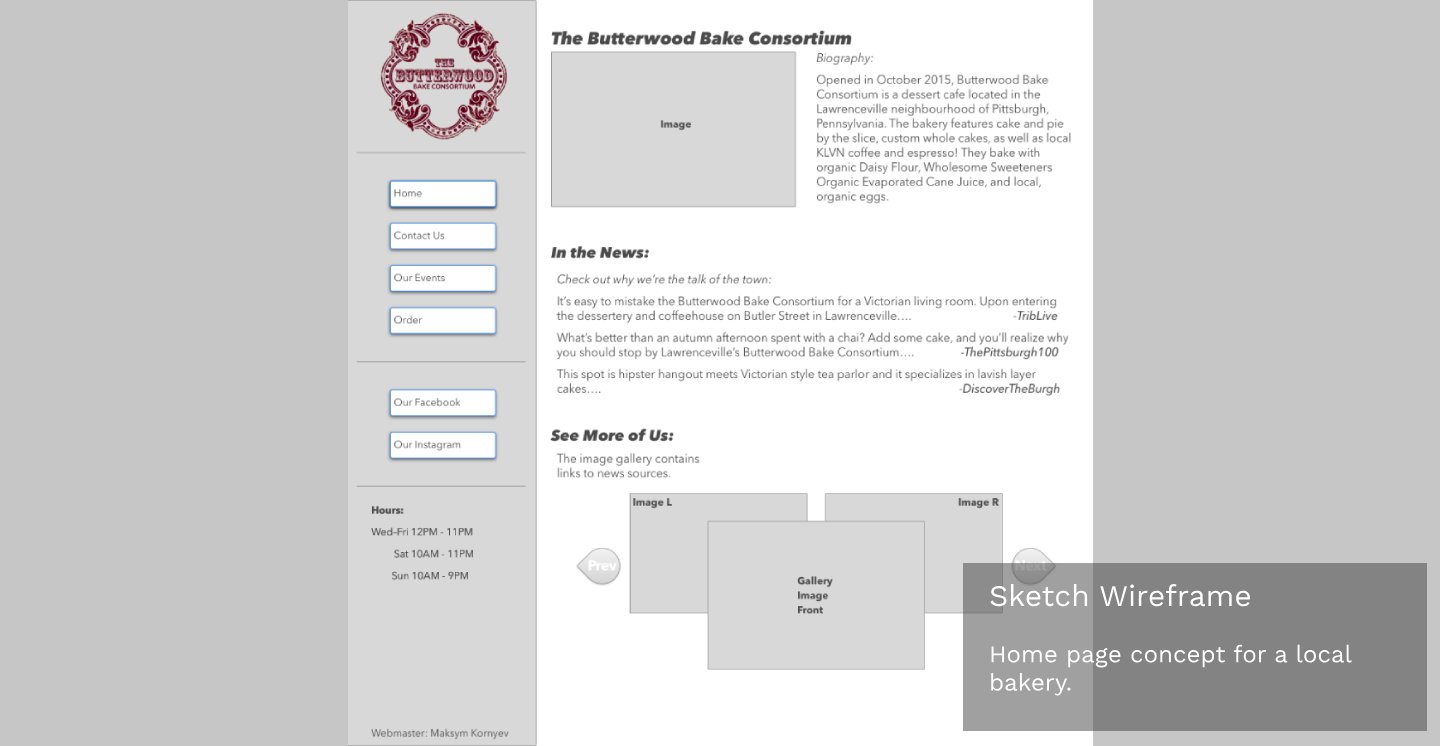 THE
BUTTERWOOD
BAKE CONSORTIUM
Home
Contact Us
Our Events
Order
Our Facebook
Our Instagram
Hours:
Wed-Fri 12PM - 11PM
Sat 10AM - 11PM
Sun 10AM - 9PM
Webmaster: Maksym Kornyev
The Butterwood Bake Consortium
Image
Biography:
Opened in October 2015, Butterwood Bake
Consortium is a dessert cafe located in the
Lawrenceville neighbourhood of Pittsburgh,
Pennsylvania. The bakery features cake and pie
by the slice, custom whole cakes, as well as local
KLVN coffee and espresso! They bake with
organic Daisy Flour, Wholesome Sweeteners
Organic Evaporated Cane Juice, and local,
organic eggs.
In the News:
Check out why we're the talk of the town:
It's easy to mistake the Butterwood Bake Consortium for a Victorian living room. Upon entering
the dessertery and coffeehouse on Butler Street in Lawrenceville.... -TribLive
What's better than an autumn afternoon spent with a chai? Add some cake, and you'll realize why
you should stop by Lawrenceville's Butterwood Bake Consortium.... -ThePittsburgh100
This spot is hipster hangout meets Victorian style tea parlor and it specializes in lavish layer
cakes.... -DiscoverTheBurgh
See More of Us:
The image gallery contains
links to news sources.
Image L
Image R
Prev
Next
Gallery
Image
Front
Sketch Wireframe
Home page concept for a local
bakery.